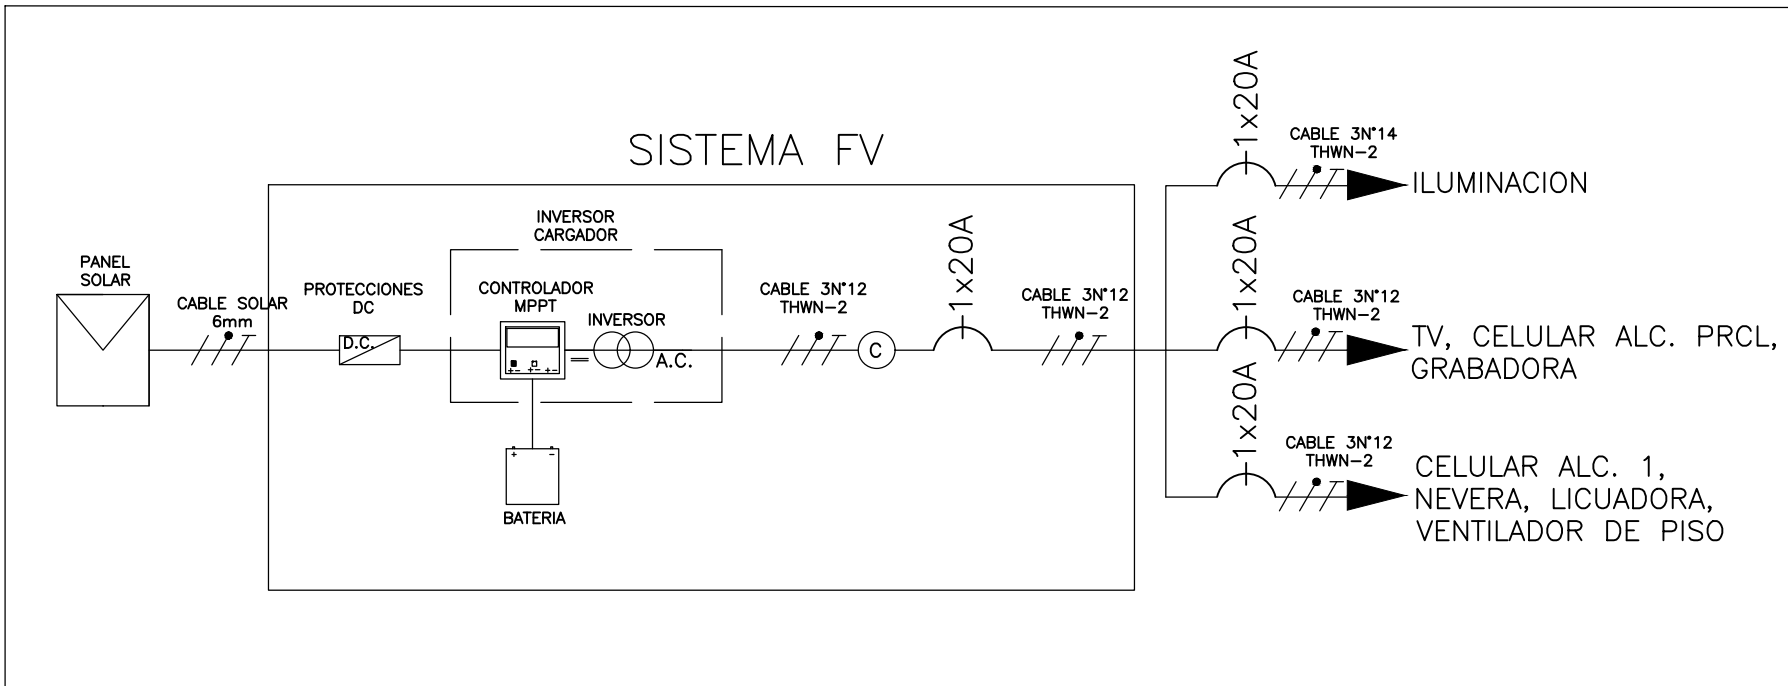 SISTEMA FV
PANEL
SOLAR
CABLE SOLAR
6mm
PROTECCIONES
DC
D.C.
INVERSOR
CARGADOR
CONTROLADOR
MPPT
INVERSOR
A.C.
+ -
BATERIA
CABLE 3N°12
THWN-2
C
1x20A
CABLE 3N°12
THWN-2
1x20A
CABLE 3N°14
THWN-2
ILUMINACION
1x20A
CABLE 3N°12
THWN-2
TV, CELULAR ALC. PRCL,
GRABADORA
1x20A
CABLE 3N°12
THWN-2
CELULAR ALC. 1,
NEVERA, LICUADORA,
VENTILADOR DE PISO